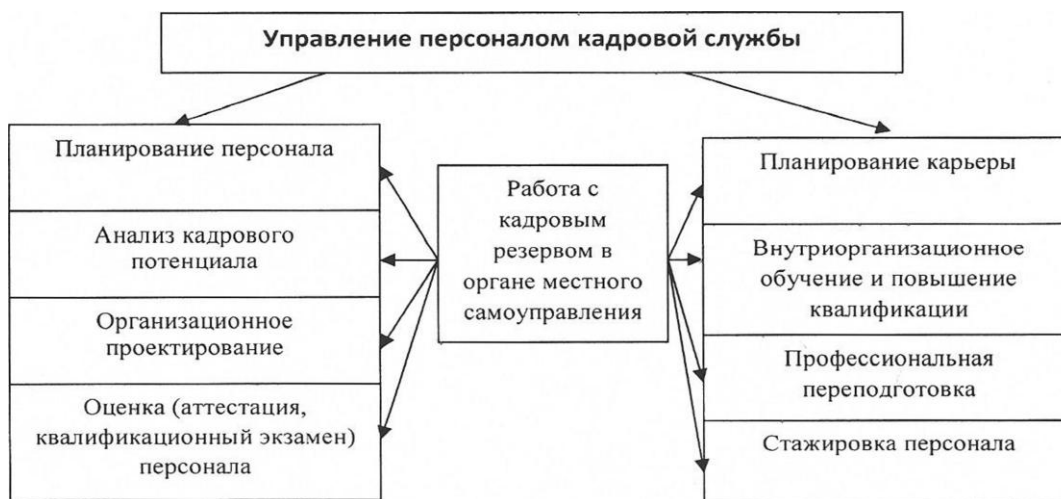 Управление персоналом кадровой службы
Планирование персонала
Анализ кадрового
потенциала
Организационное
проектирование
Оценка (аттестация,
квалификационный экзамен)
персонала
Работа с
кадровым
резервом в
органе местного
самоуправления
Планирование карьеры
Внутриорганизационное
обучение и повышение
квалификации
Профессиональная
переподготовка
Стажировка персонала